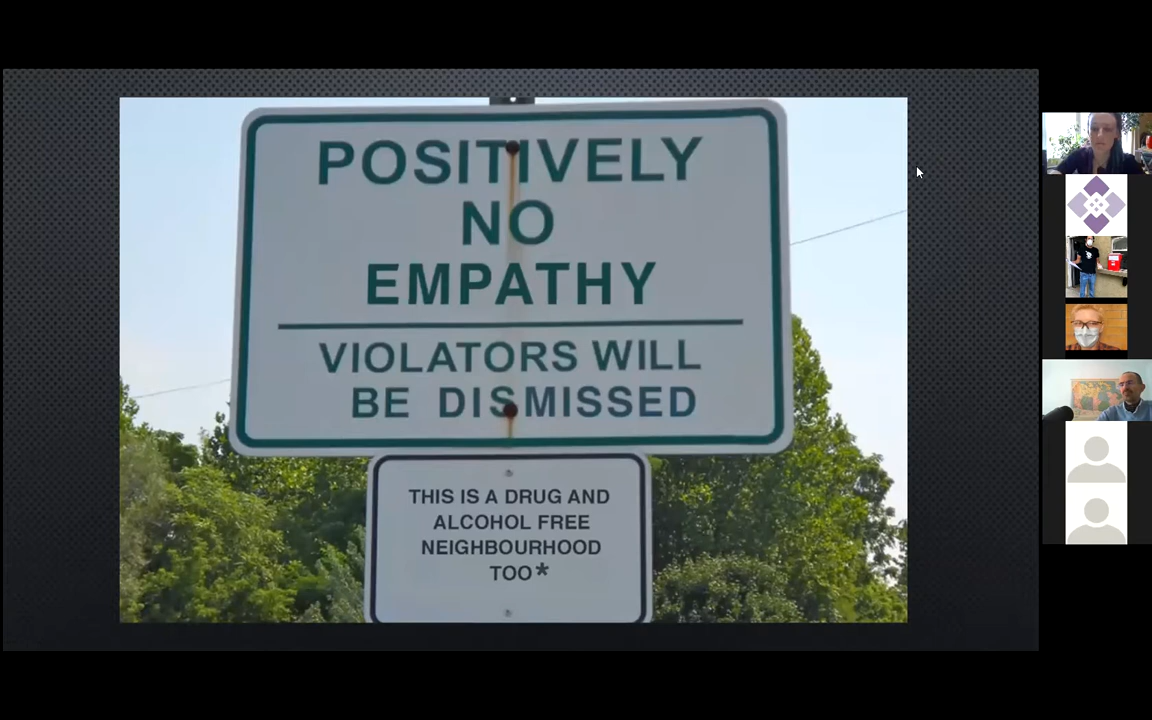 POSITIVELY
NO
EMPATHY
VIOLATORS WILL
BE DISMISSED
THIS IS A DRUG AND
ALCOHOL FREE
NEIGHBOURHOOD
TOO*